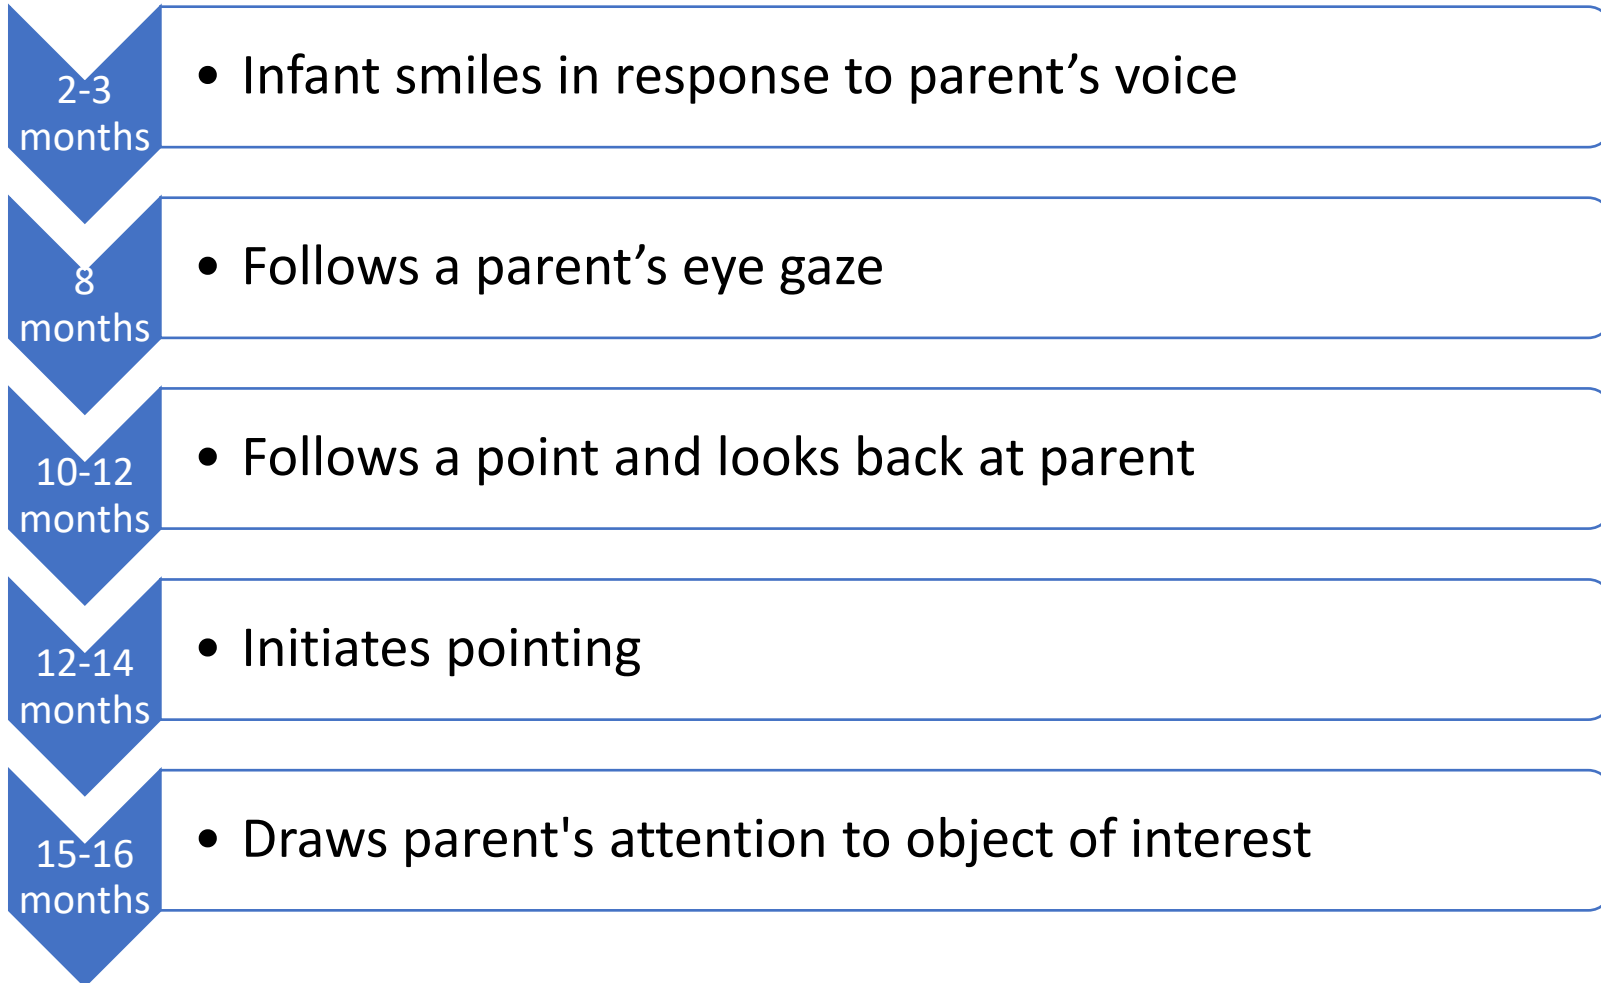 2-3
months
• Infant smiles in response to parent’s voice
8
months
• Follows a parent’s eye gaze
10-12
months
• Follows a point and looks back at parent
12-14
months
• Initiates pointing
15-16
months
• Draws parent's attention to object of interest